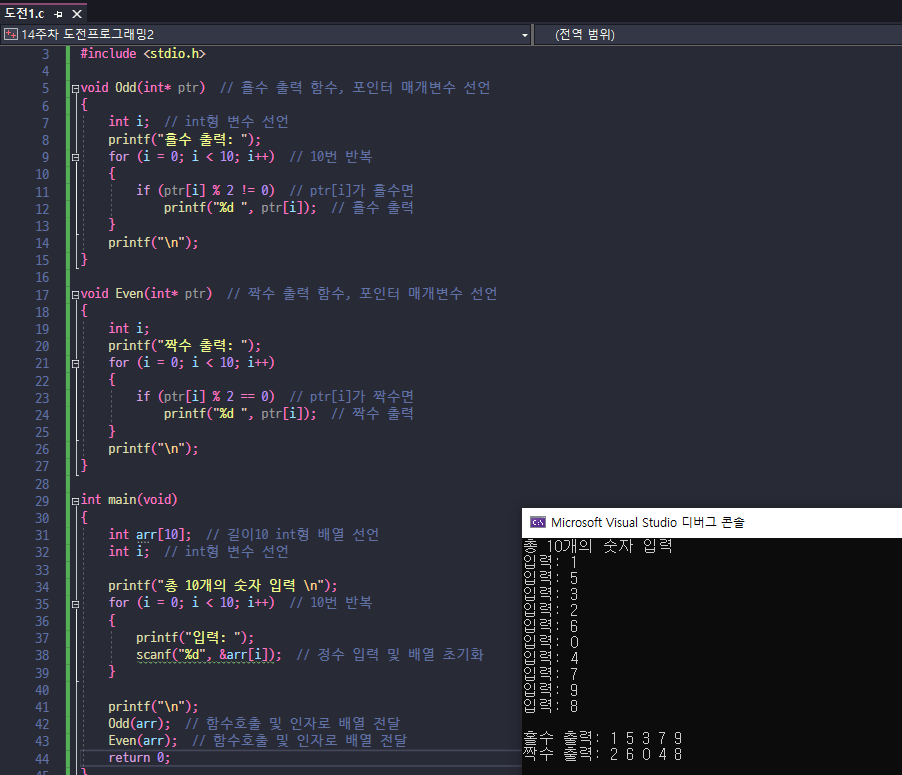 도전1.c
14주차 도전프로그래밍2 (전역 범위)
3 #include <stdio.h>
4
5 void Odd(int* ptr)  // 홀수 출력 함수, 포인터 매개변수 선언
6 {
7     int i;  // int형 변수 선언
8     printf("홀수 출력: ");
9     for (i = 0; i < 10; i++)  // 10번 반복
10     {
11         if (ptr[i] % 2 != 0)  // ptr[i]가 홀수면
12             printf("%d ", ptr[i]);  // 홀수 출력
13     }
14     printf("\n");
15 }
16
17 void Even(int* ptr)  // 짝수 출력 함수, 포인터 매개변수 선언
18 {
19     int i;
20     printf("짝수 출력: ");
21     for (i = 0; i < 10; i++)
22     {
23         if (ptr[i] % 2 == 0)  // ptr[i]가 짝수면
24             printf("%d ", ptr[i]);  // 짝수 출력
25     }
26     printf("\n");
27 }
28
29 int main(void)
30 {
31     int arr[10];  // 길이10 int형 배열 선언
32     int i;  // int형 변수 선언
33
34     printf("총 10개의 숫자 입력 \n");
35     for (i = 0; i < 10; i++)  // 10번 반복
36     {
37         printf("입력: ");
38         scanf("%d", &arr[i]);  // 정수 입력 및 배열 초기화
39     }
40
41     printf("\n");
42     Odd(arr);  // 함수호출 및 인자로 배열 전달
43     Even(arr);  // 함수호출 및 인자로 배열 전달
44     return 0;
45 }
Microsoft Visual Studio 디버그 콘솔
총 10개의 숫자 입력
입력: 1
입력: 5
입력: 3
입력: 2
입력: 6
입력: 0
입력: 4
입력: 7
입력: 9
입력: 8
홀수 출력: 1 5 3 7 9
짝수 출력: 2 6 0 4 8